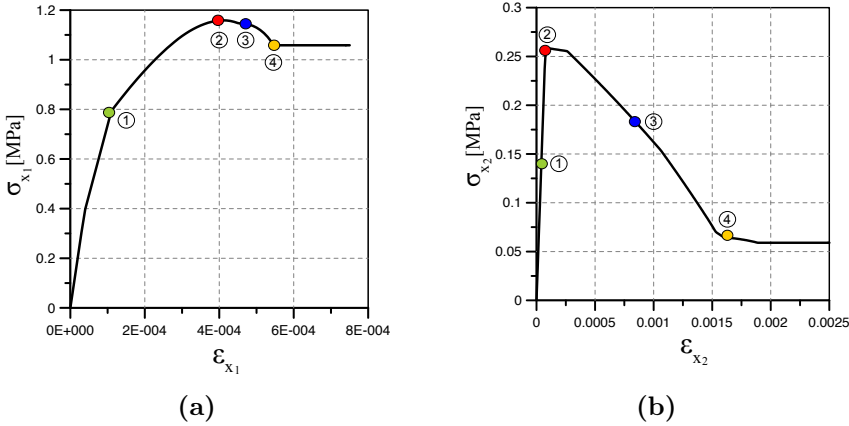 1.2
1
0.8
0.6
0.4
0.2
0
σx1 [MPa]
① ② ③ ④
0E+000 2E-004 4E-004 6E-004 8E-004
εx1
(a)
0.3
0.25
0.2
0.15
0.1
0.05
0
σx2 [MPa]
② ① ③ ④
0 0.0005 0.001 0.0015 0.002 0.0025
εx2
(b)